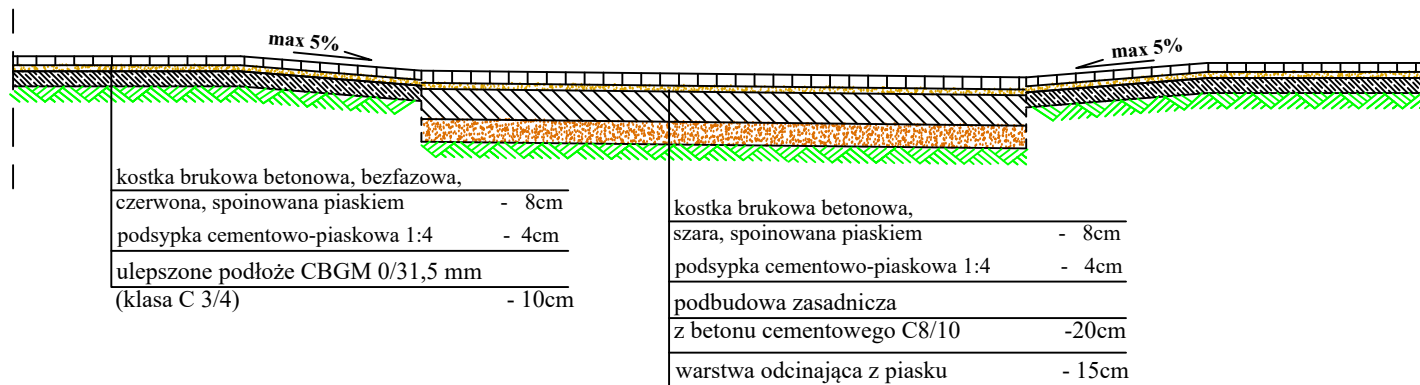 max 5%
max 5%
kostka brukowa betonowa, bezfazowa,
czerwona, spoinowana piaskiem - 8cm
podsypka cementowo-piaskowa 1:4 - 4cm
ulepszone podłoże CBGM 0/31,5 mm
(klasa C 3/4) - 10cm
kostka brukowa betonowa,
szara, spoinowana piaskiem - 8cm
podsypka cementowo-piaskowa 1:4 - 4cm
podbudowa zasadnicza
z betonu cementowego C8/10 -20cm
warstwa odcinająca z piasku - 15cm